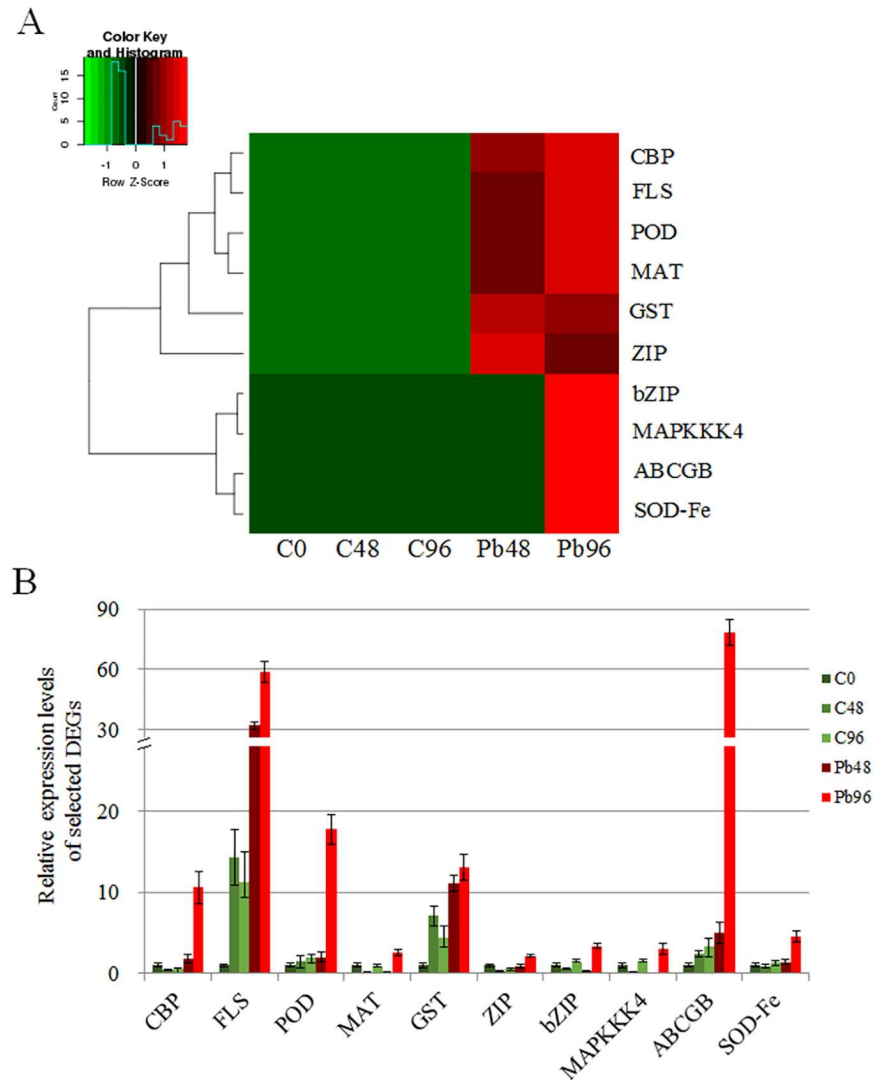 A
Color Key
and Histogram
Count
0 5 10 15
-1 0 1
Row Z-Score
CBP
FLS
POD
MAT
GST
ZIP
bZIP
MAPKKK4
ABCGB
SOD-Fe
C0 C48 C96 Pb48 Pb96
B
Relative expression levels
of selected DEGs
90
60
30
20
10
0
C0
C48
C96
Pb48
Pb96
CBP FLS POD MAT GST ZIP bZIP MAPKKK4 ABCGB SOD-Fe